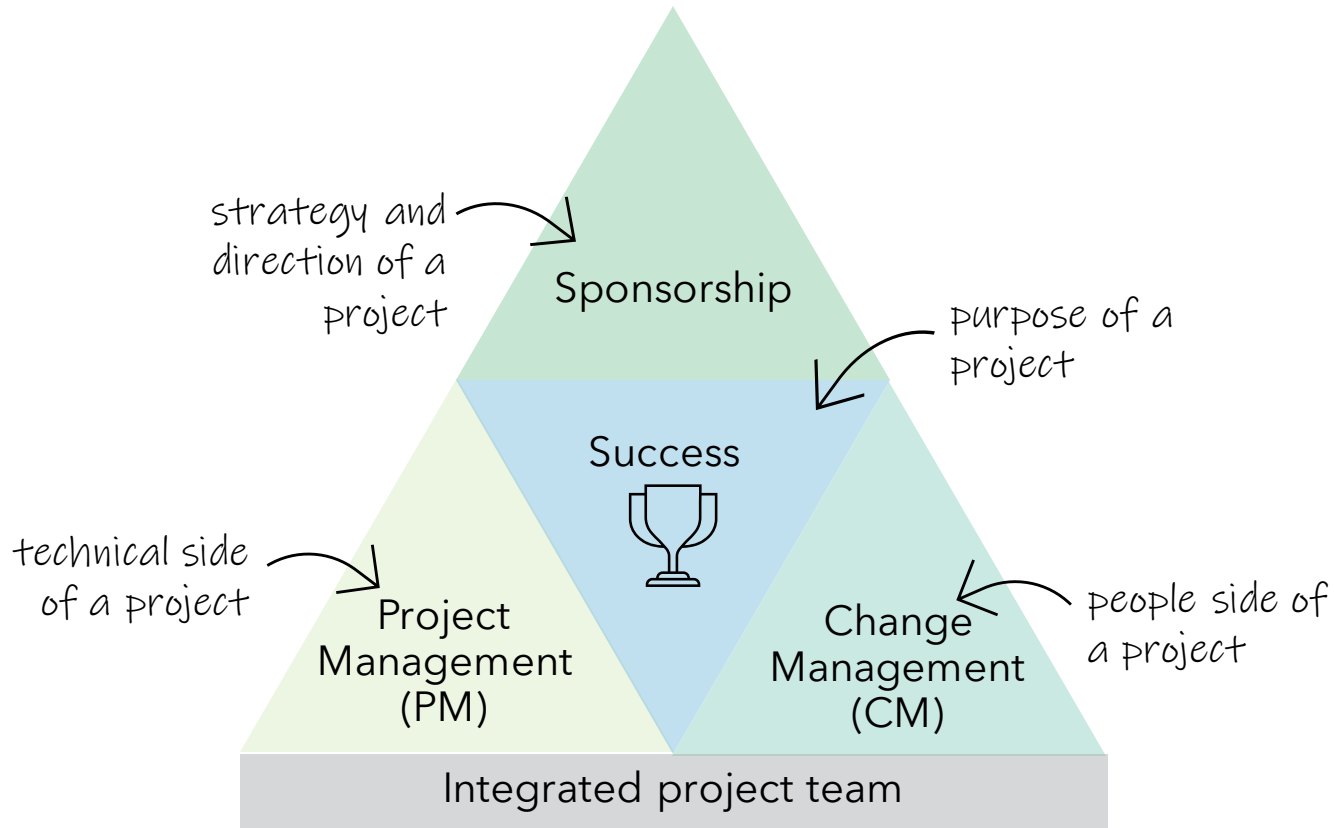 strategy and
direction of a
project
Sponsorship
purpose of a
project
Success
technical side
of a project
Project
Management
(PM)
Change
Management
(CM)
people side of
a project
Integrated project team